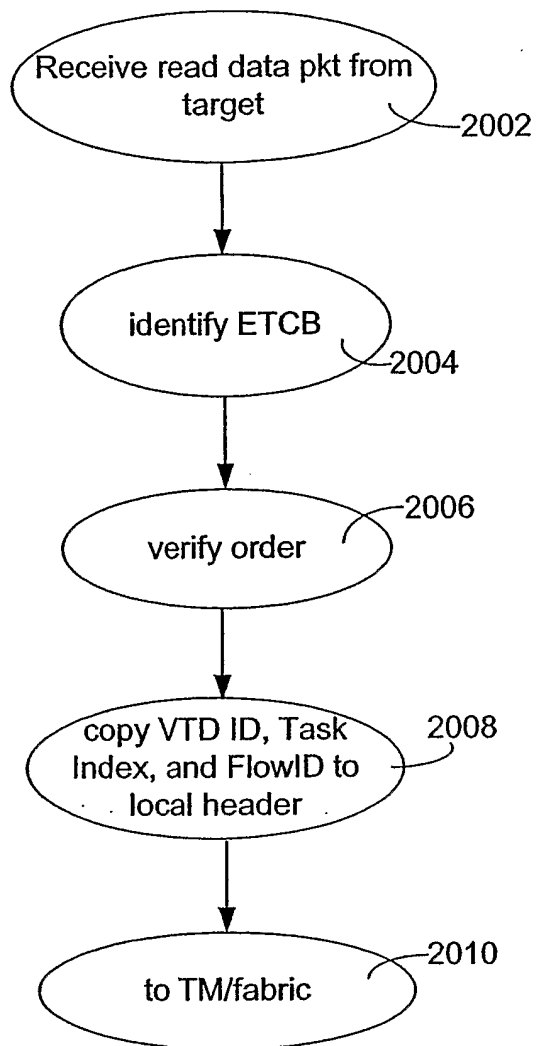 Receive read data pkt from
target
2002
identify ETCB
2004
2006
verify order
copy VTD ID, Task
Index, and FlowID to
local header
2008
2010
to TM/fabric